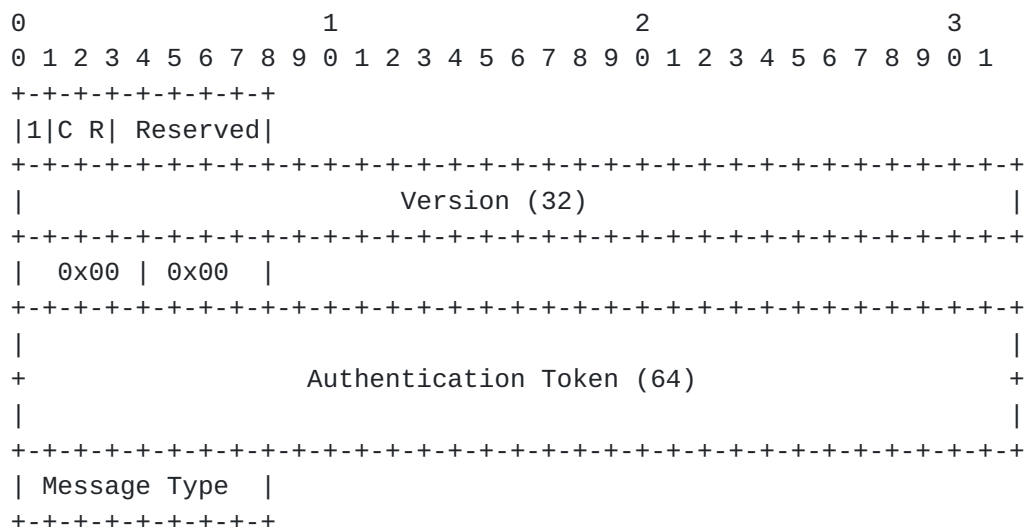 0                   1                   2                   3
0 1 2 3 4 5 6 7 8 9 0 1 2 3 4 5 6 7 8 9 0 1 2 3 4 5 6 7 8 9 0 1
+-+-+-+-+-+-+-+-+
|1|C R| Reserved|
+-+-+-+-+-+-+-+-+-+-+-+-+-+-+-+-+-+-+-+-+-+-+-+-+-+-+-+-+-+-+-+-+
|                        Version (32)                           |
+-+-+-+-+-+-+-+-+-+-+-+-+-+-+-+-+-+-+-+-+-+-+-+-+-+-+-+-+-+-+-+-+
|  0x00 | 0x00  |
+-+-+-+-+-+-+-+-+-+-+-+-+-+-+-+-+-+-+-+-+-+-+-+-+-+-+-+-+-+-+-+-+
|                                                               |
+                  Authentication Token (64)                    +
|                                                               |
+-+-+-+-+-+-+-+-+-+-+-+-+-+-+-+-+-+-+-+-+-+-+-+-+-+-+-+-+-+-+-+-+
| Message Type  |
+-+-+-+-+-+-+-+-+